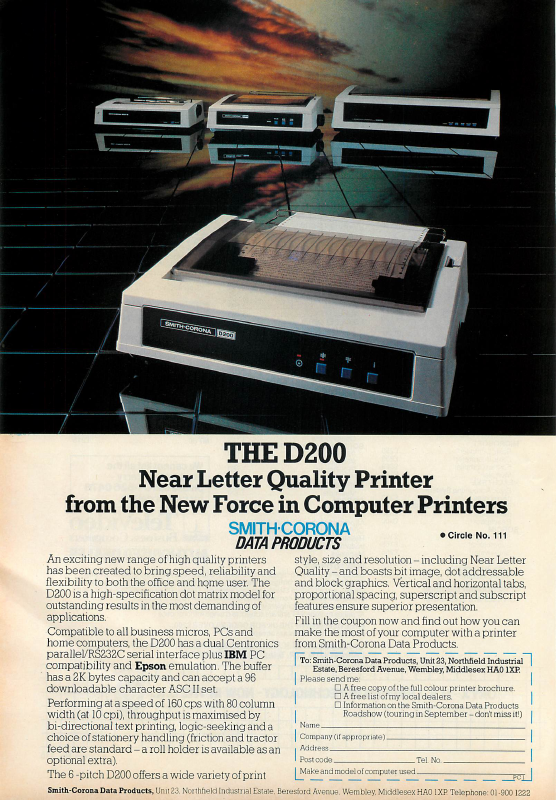 SMITH-CORONA D200
THE D200
Near Letter Quality Printer
from the New Force in Computer Printers
SMITH·CORONA
DATA PRODUCTS
● Circle No. 111
An exciting new range of high quality printers
has been created to bring speed, reliability and
flexibility to both the office and home user. The
D200 is a high-specification dot matrix model for
outstanding results in the most demanding of
applications.
Compatible to all business micros, PCs and
home computers, the D200 has a dual Centronics
parallel/RS232C serial interface plus IBM PC
compatibility and Epson emulation. The buffer
has a 2K bytes capacity and can accept a 96
downloadable character ASC II set.
Performing at a speed of 160 cps with 80 column
width (at 10 cpi), throughput is maximised by
bi-directional text printing, logic-seeking and a
choice of stationery handling (friction and tractor
feed are standard – a roll holder is available as an
optional extra).
The 6 -pitch D200 offers a wide variety of print
style, size and resolution – including Near Letter
Quality – and boasts bit image, dot addressable
and block graphics. Vertical and horizontal tabs,
proportional spacing, superscript and subscript
features ensure superior presentation.
Fill in the coupon now and find out how you can
make the most of your computer with a printer
from Smith-Corona Data Products.
To: Smith-Corona Data Products, Unit 23, Northfield Industrial
Estate, Beresford Avenue, Wembley, Middlesex HA0 1XP.
Please send me:
□ A free copy of the full colour printer brochure.
□ A free list of my local dealers.
□ Information on the Smith-Corona Data Products
Roadshow (touring in September – don't miss it!)
Name
Company (if appropriate)
Address
Post code Tel No
Make and model of computer used
PC1
Smith-Corona Data Products, Unit 23, Northfield Industrial Estate, Beresford Avenue, Wembley, Middlesex HA0 1XP. Telephone: 01-900 1222